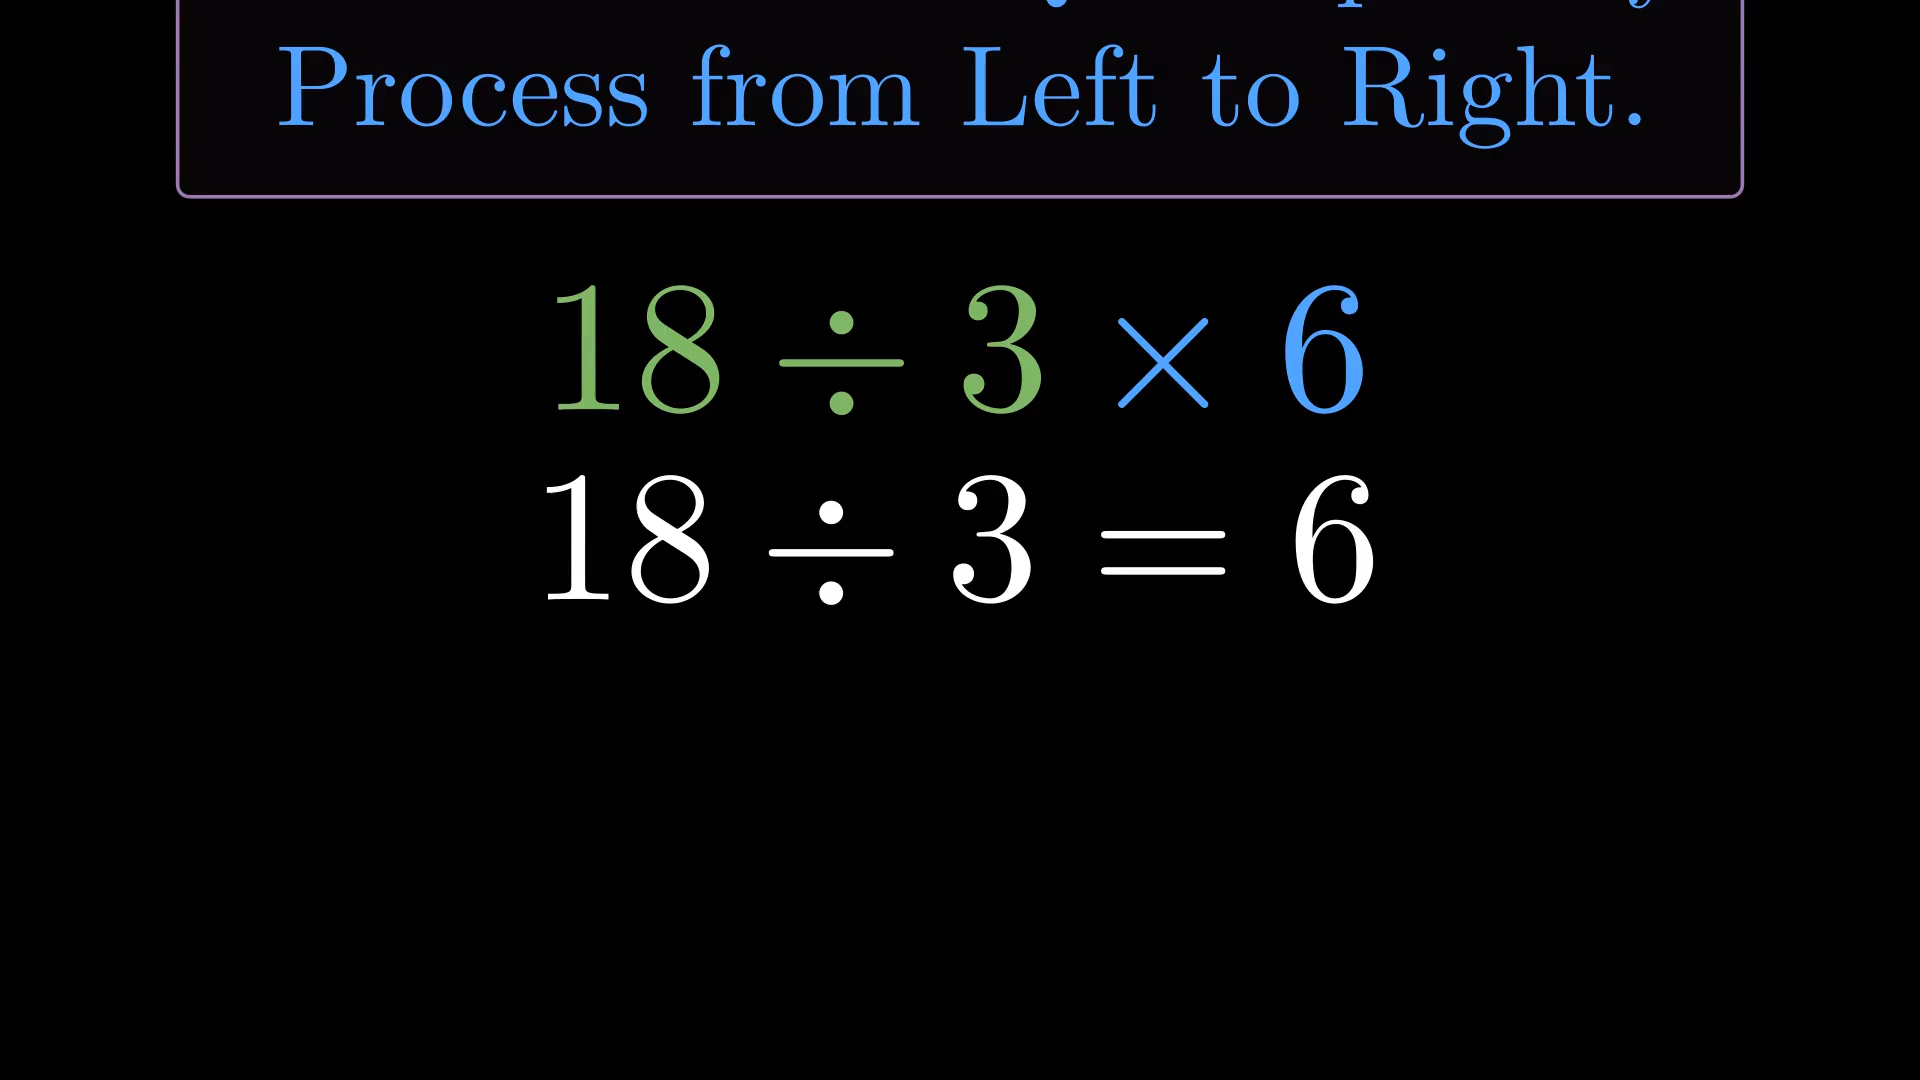 Process from Left to Right.
18 ÷ 3 × 6
18 ÷ 3 = 6